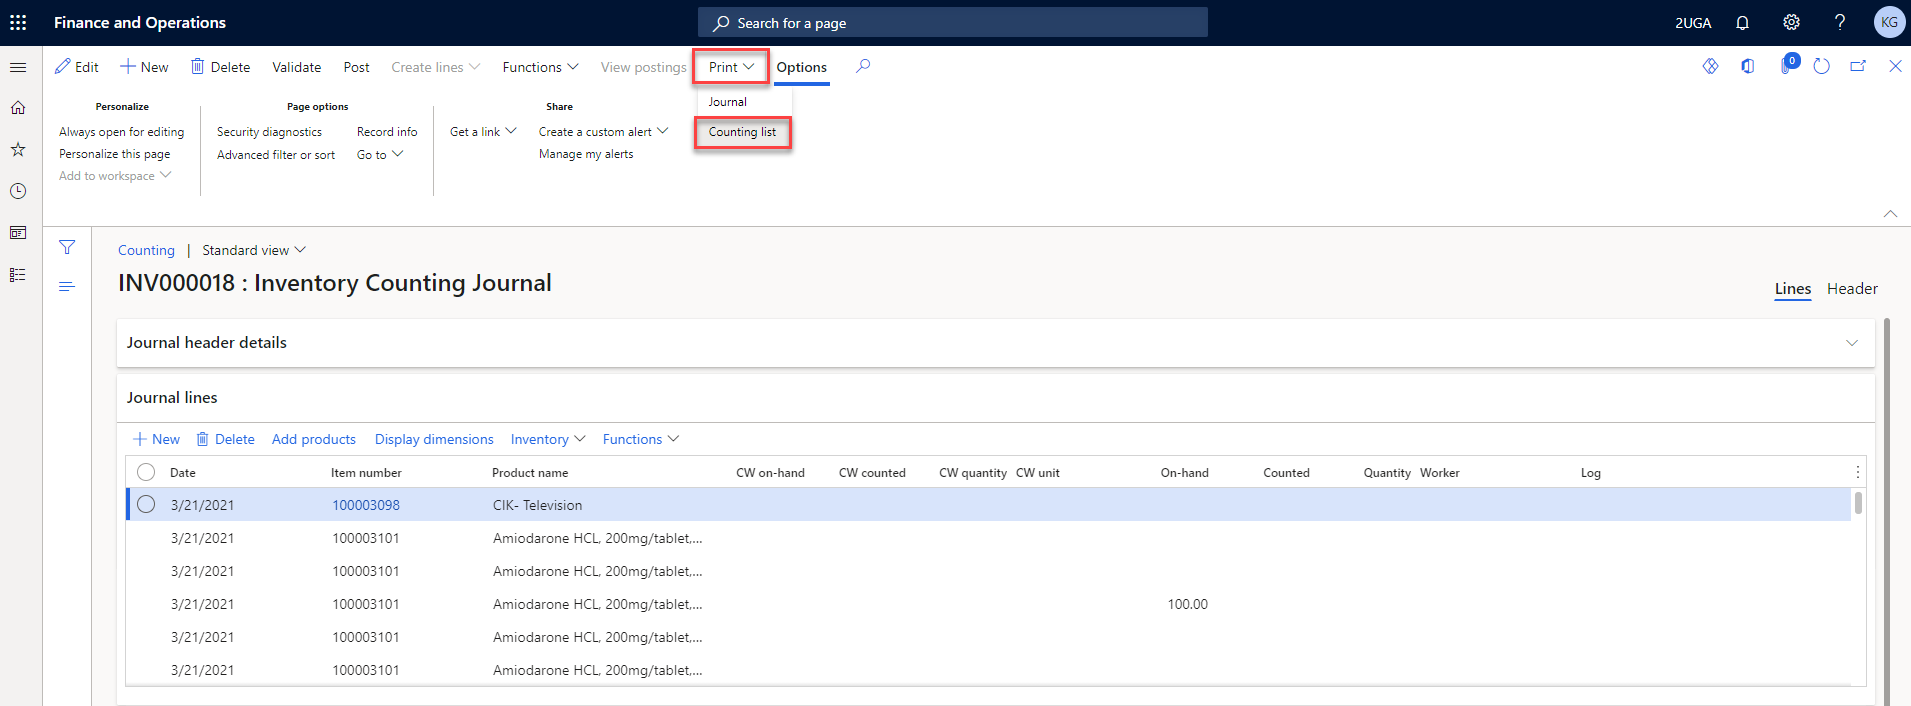 Finance and Operations Search for a page 2UGA ? KG
Edit New Delete Validate Post Create lines Functions View postings Print Options 0
Personalize Page options Share Journal
Always open for editing Security diagnostics Record info Get a link Create a custom alert Counting list
Personalize this page Advanced filter or sort Go to Manage my alerts
Add to workspace
Counting | Standard view
INV000018 : Inventory Counting Journal
Lines Header
Journal header details
Journal lines
New Delete Add products Display dimensions Inventory Functions
Date Item number Product name CW on-hand CW counted CW quantity CW unit On-hand Counted Quantity Worker Log
3/21/2021 100003098 CIK- Television
3/21/2021 100003101 Amiodarone HCL, 200mg/tablet,...
3/21/2021 100003101 Amiodarone HCL, 200mg/tablet,...
3/21/2021 100003101 Amiodarone HCL, 200mg/tablet,... 100.00
3/21/2021 100003101 Amiodarone HCL, 200mg/tablet,...
3/21/2021 100003101 Amiodarone HCL, 200mg/tablet,...